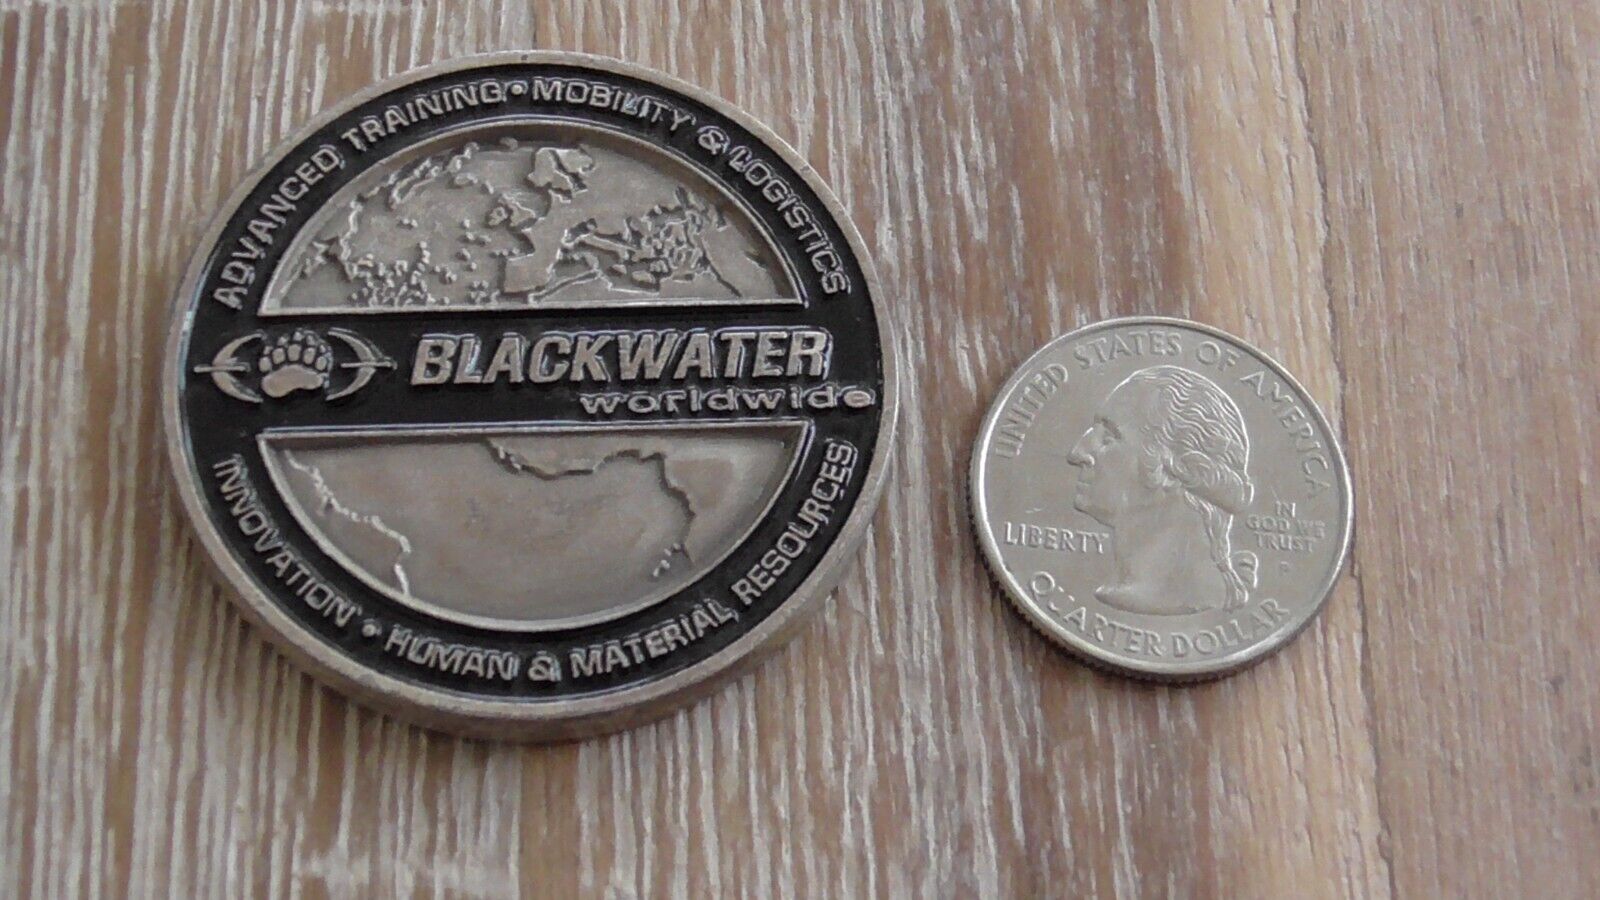 ADVANCED TRAINING • MOBILITY & LOGISTICS
BLACKWATER
worldwide
INNOVATION • HUMAN & MATERIAL RESOURCES
UNITED STATES OF AMERICA
LIBERTY
IN
GOD WE
TRUST
P
QUARTER DOLLAR